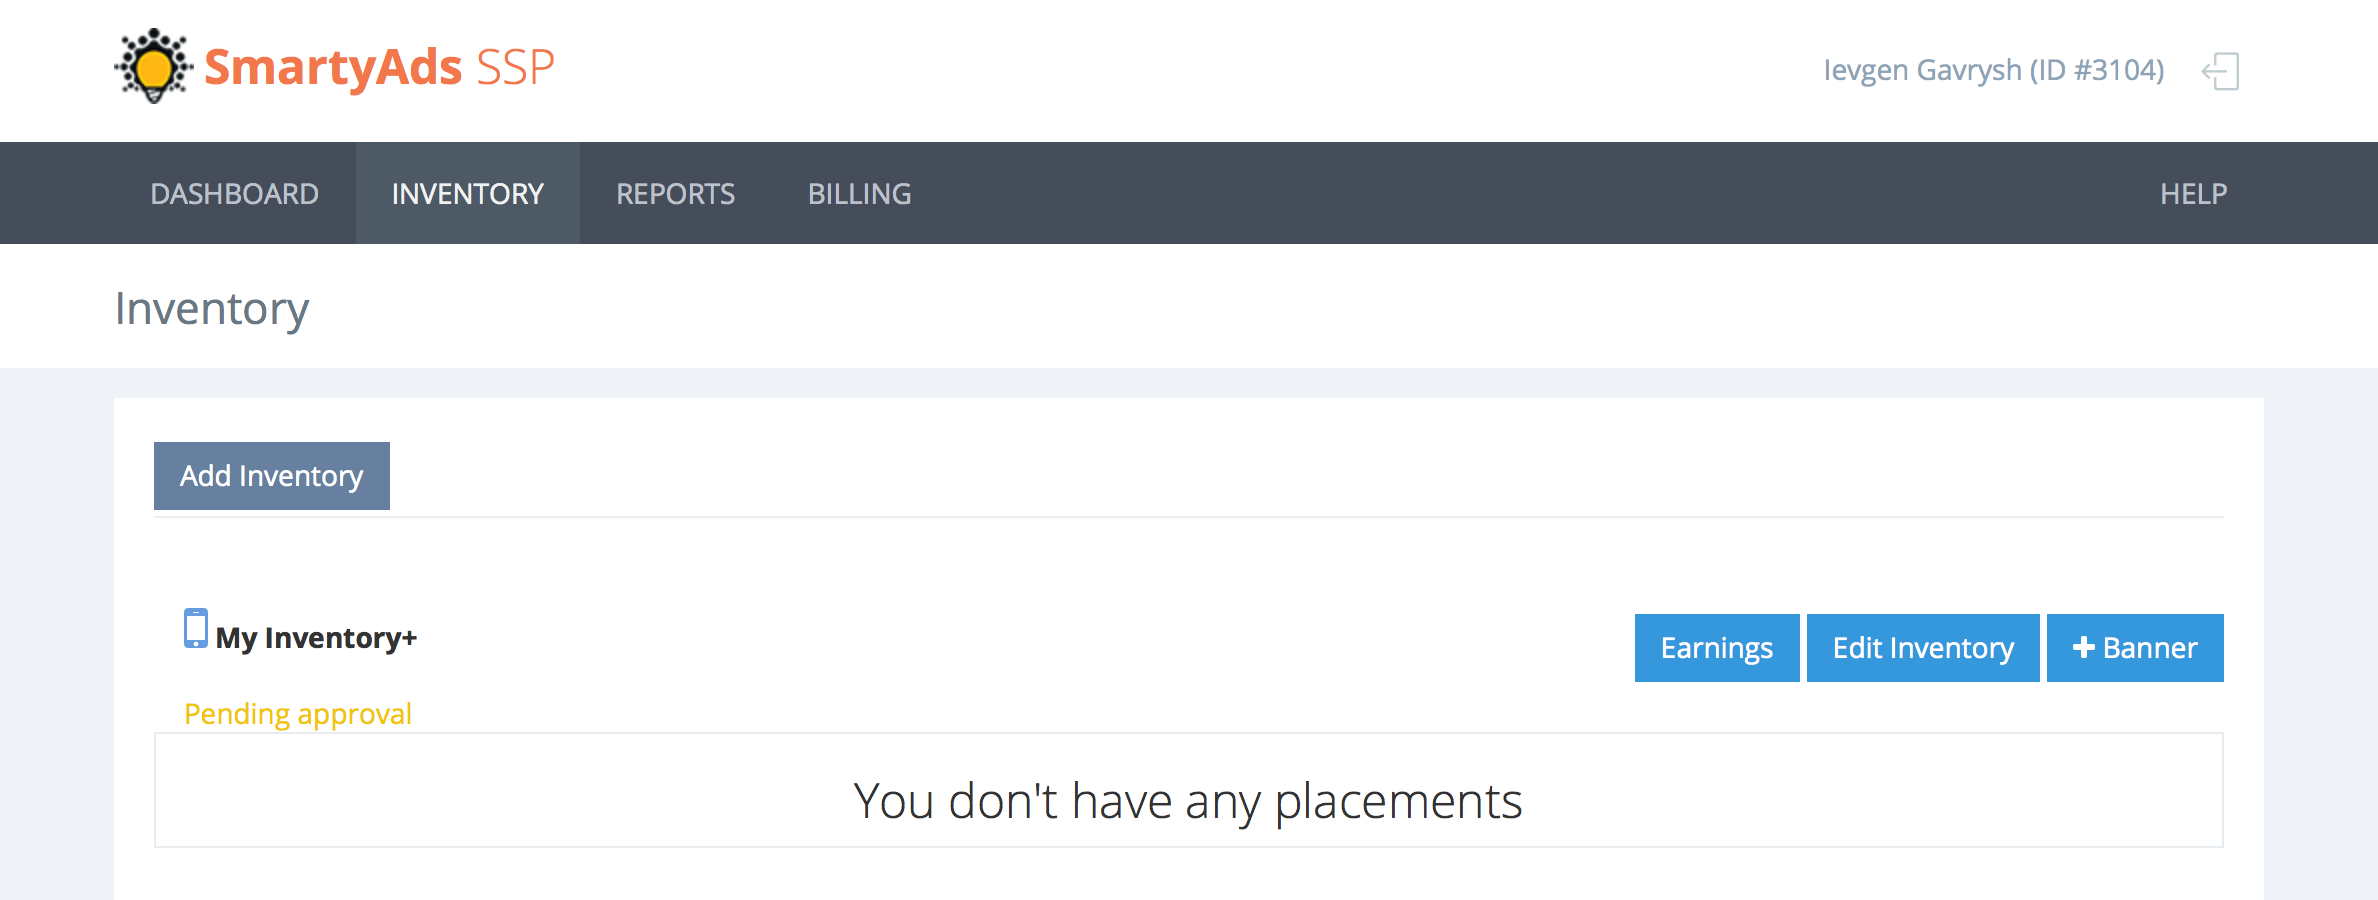 SmartyAds SSP
Ievgen Gavrysh (ID #3104)
DASHBOARD INVENTORY REPORTS BILLING HELP
Inventory
Add Inventory
My Inventory+
Earnings Edit Inventory + Banner
Pending approval
You don't have any placements